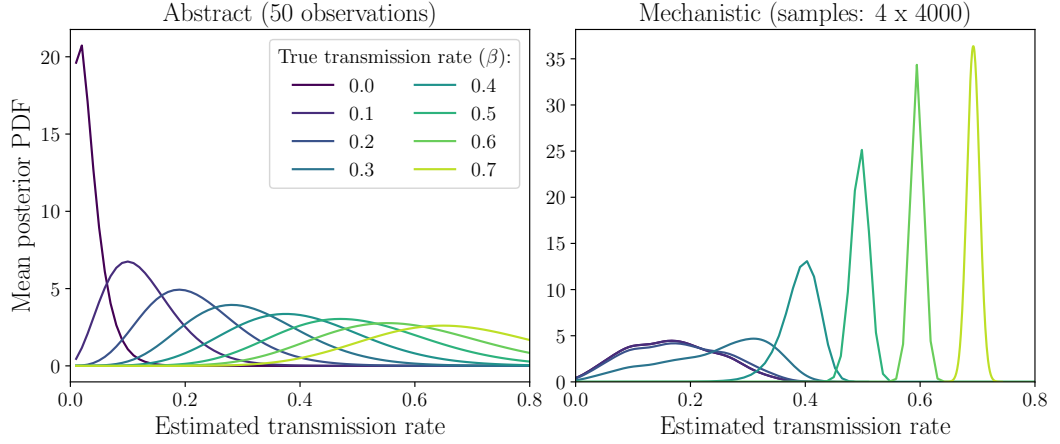 Abstract (50 observations)
Mean posterior PDF
20
15
10
5
0
True transmission rate (β):
0.0
0.1
0.2
0.3
0.4
0.5
0.6
0.7
0.0 0.2 0.4 0.6 0.8
Estimated transmission rate
Mechanistic (samples: 4 x 4000)
35
30
25
20
15
10
5
0
0.0 0.2 0.4 0.6 0.8
Estimated transmission rate